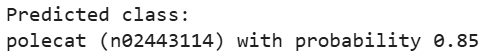 Predicted class:
polecat (n02443114) with probability 0.85